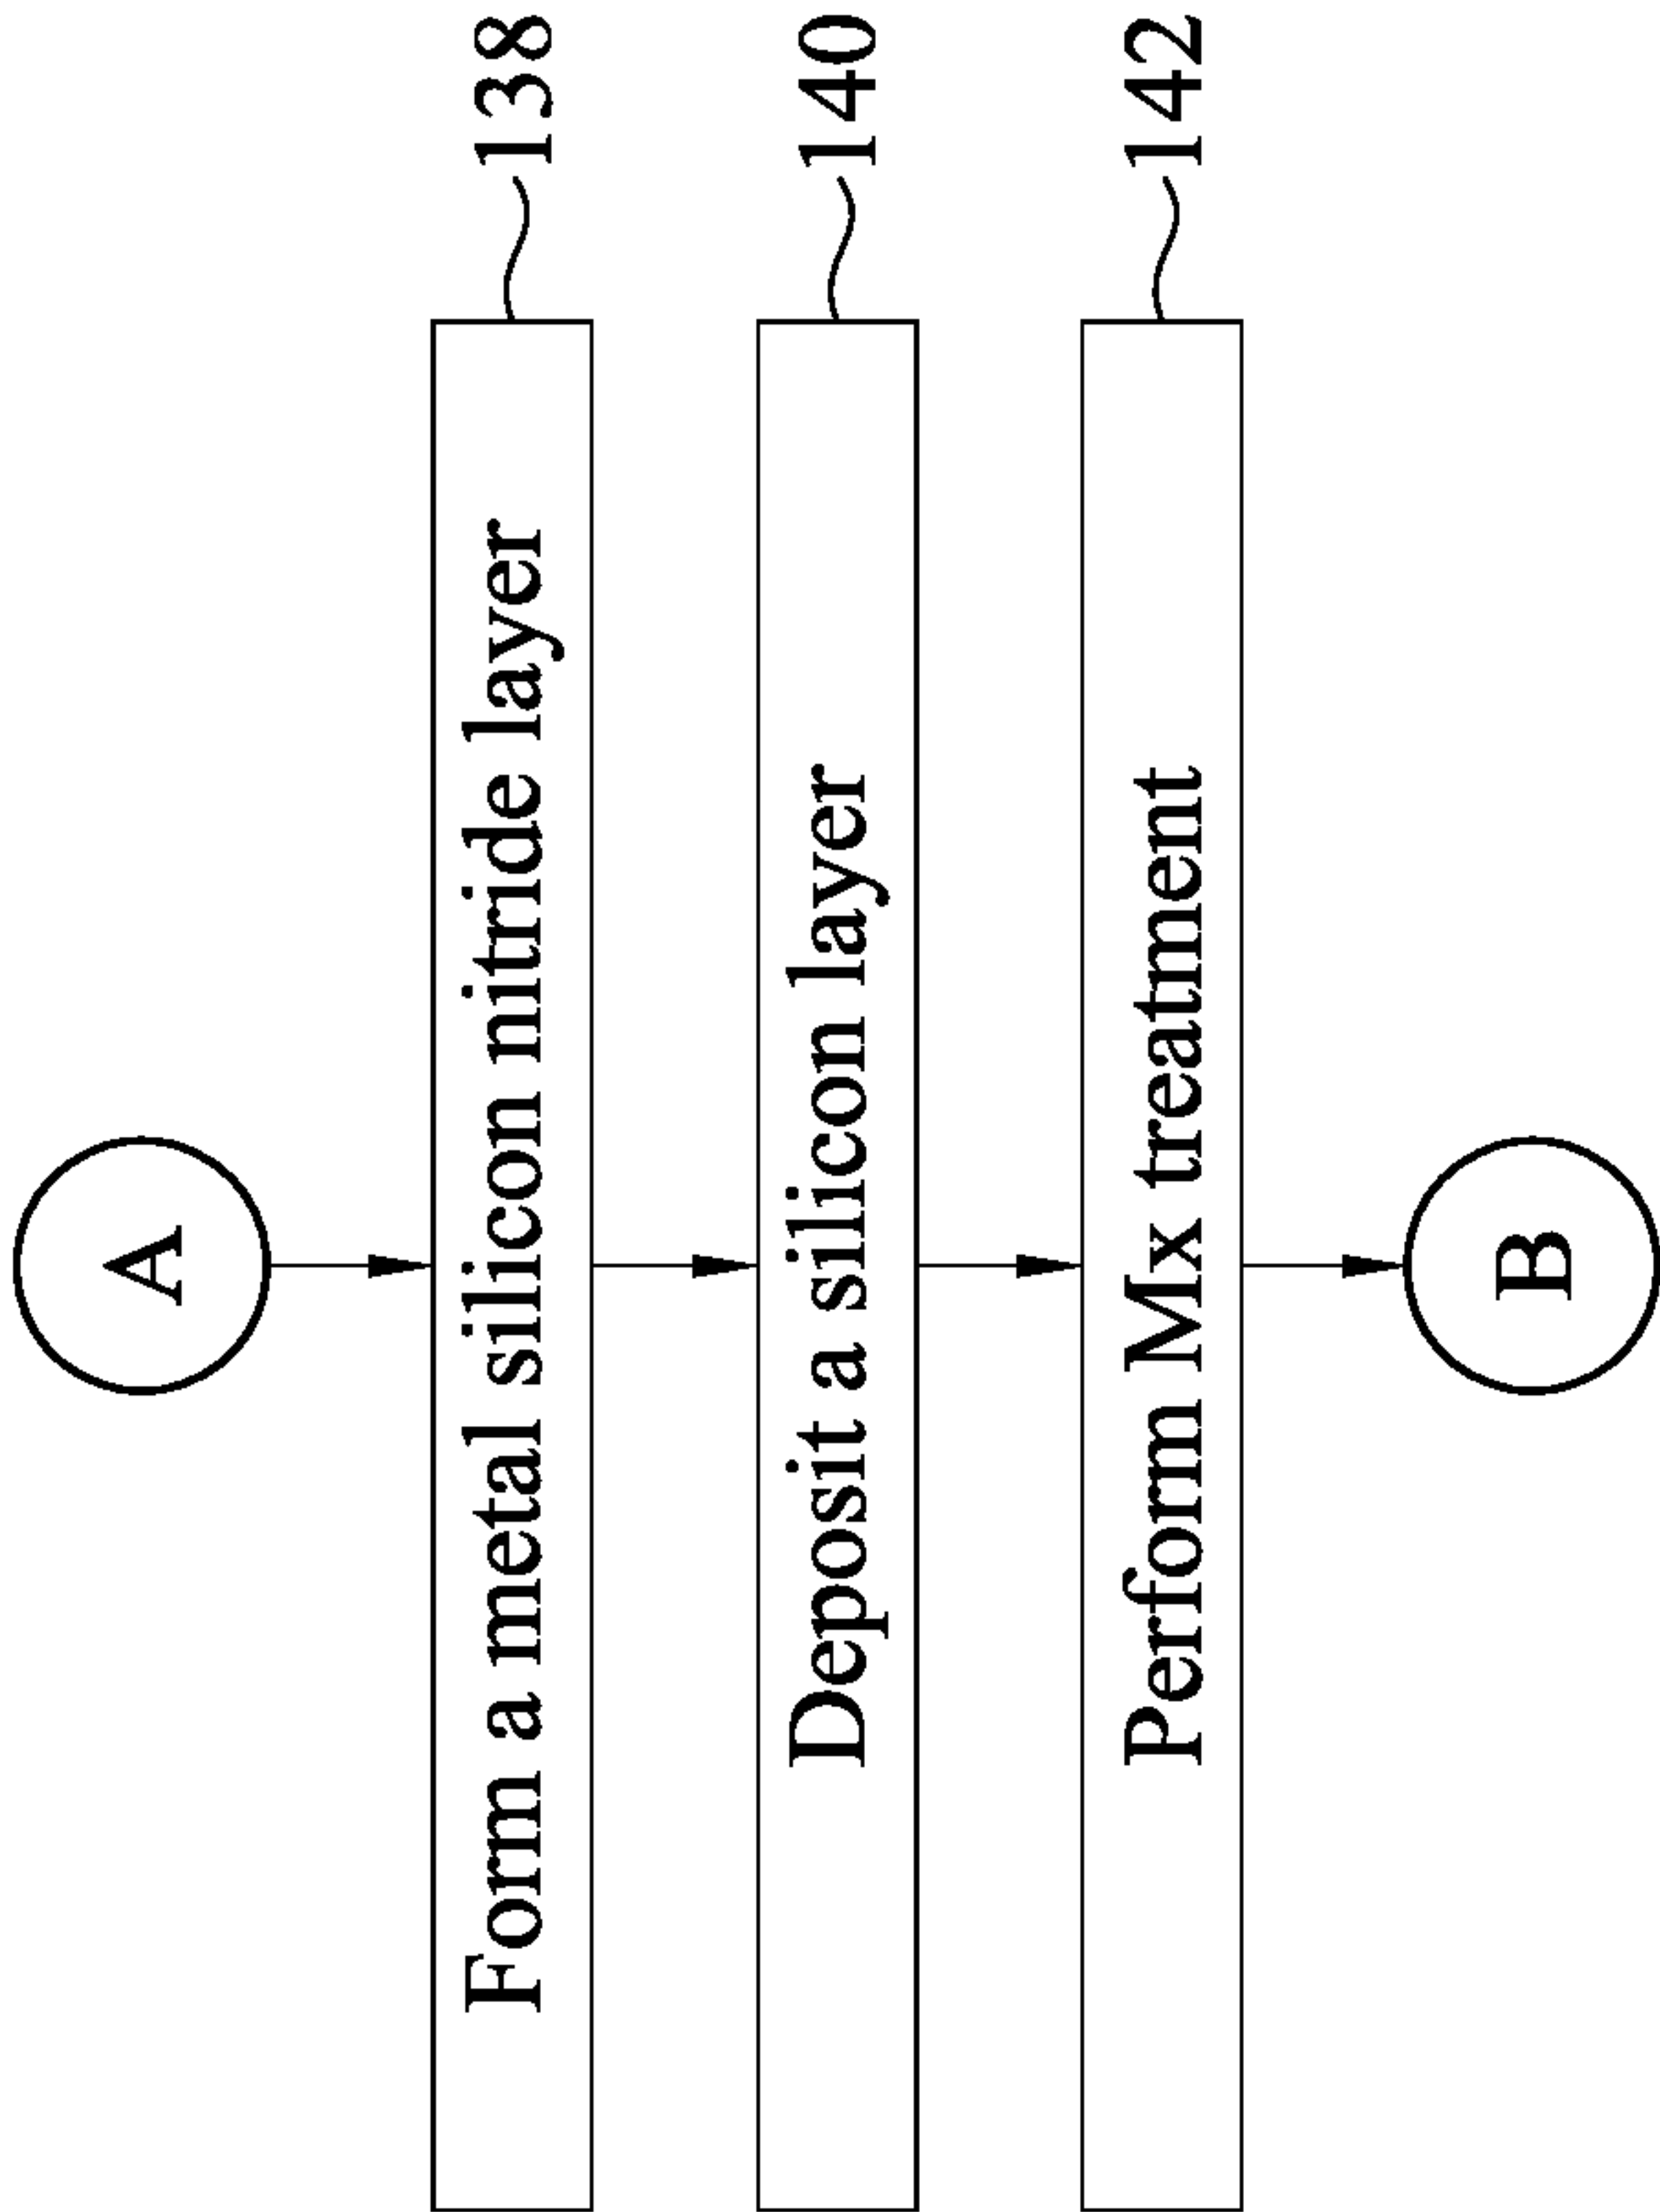 A
Form a metal silicon nitride layer 138
Deposit a silicon layer 140
Perform Mx treatment 142
B